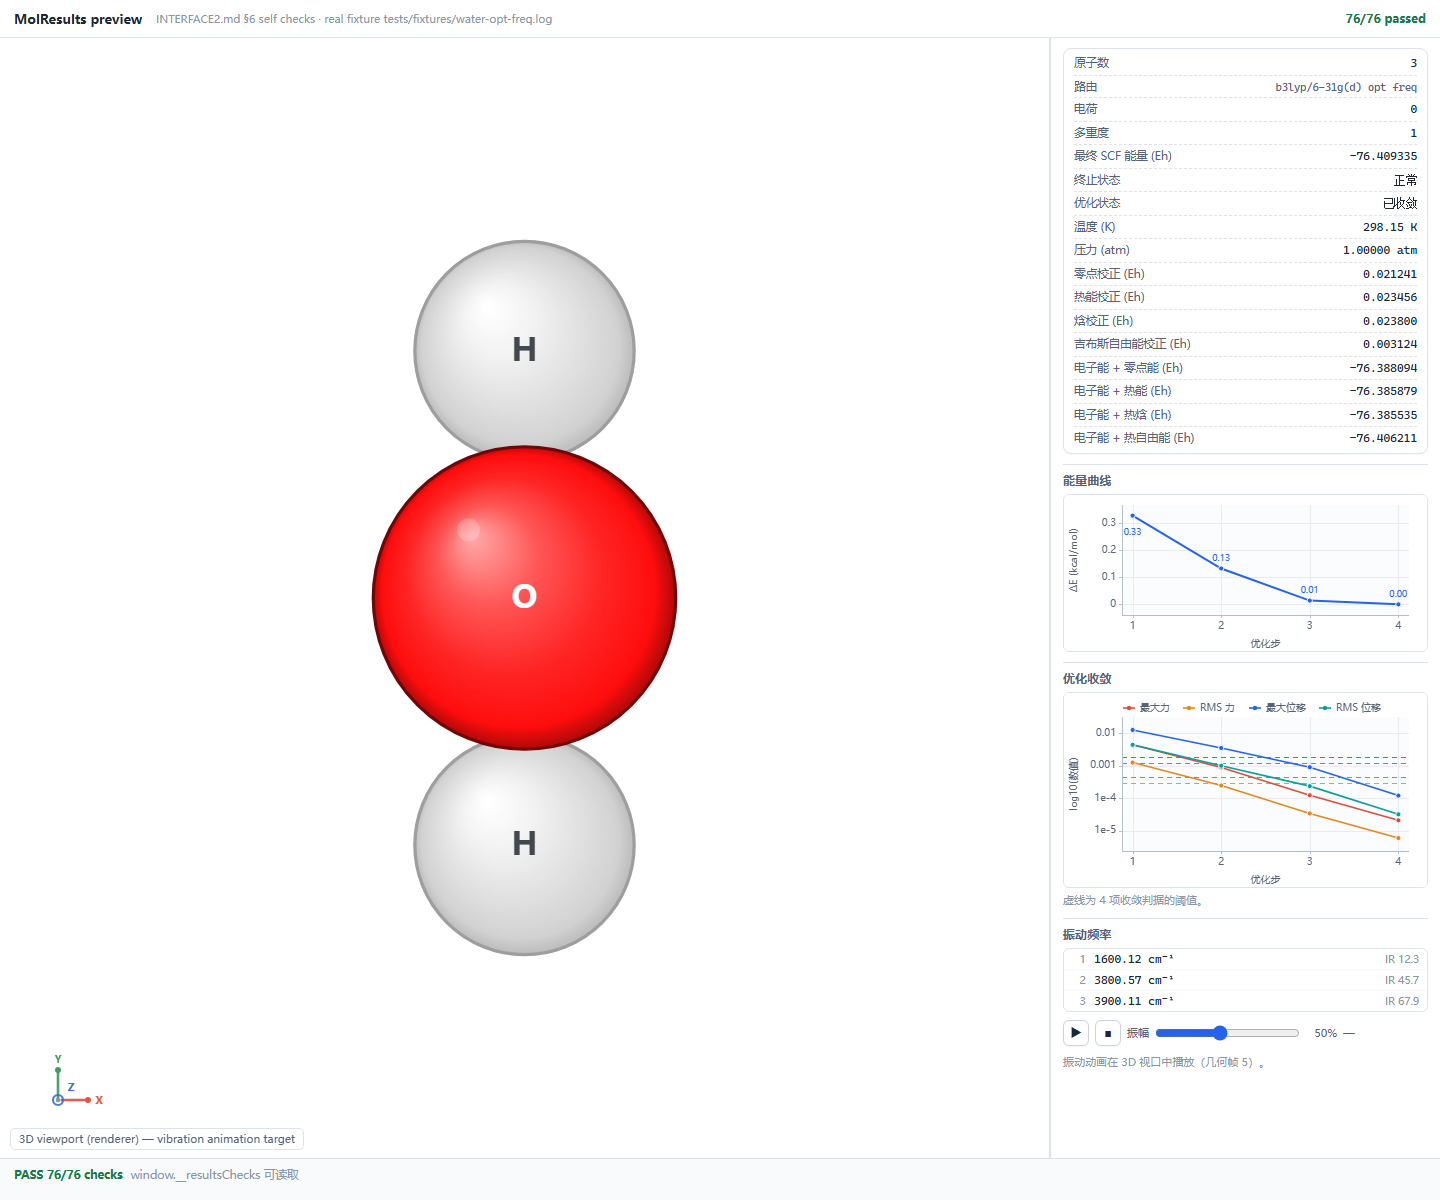 MolResults preview INTERFACE2.md §6 self checks · real fixture tests/fixtures/water-opt-freq.log 76/76 passed
H
O
H
Y
Z
X
3D viewport (renderer) — vibration animation target
原子数 3
路由 b3lyp/6-31g(d) opt freq
电荷 0
多重度 1
最终 SCF 能量 (Eh) −76.409335
终止状态 正常
优化状态 已收敛
温度 (K) 298.15 K
压力 (atm) 1.00000 atm
零点校正 (Eh) 0.021241
热能校正 (Eh) 0.023456
焓校正 (Eh) 0.023800
吉布斯自由能校正 (Eh) 0.003124
电子能 + 零点能 (Eh) −76.388094
电子能 + 热能 (Eh) −76.385879
电子能 + 热焓 (Eh) −76.385535
电子能 + 热自由能 (Eh) −76.406211
能量曲线
ΔE (kcal/mol)
0.3
0.2
0.1
0
0.33
0.13
0.01
0.00
1 2 3 4
优化步
优化收敛
最大力 RMS 力 最大位移 RMS 位移
log10(数值)
0.01
0.001
1e-4
1e-5
1 2 3 4
优化步
虚线为 4 项收敛判据的阈值。
振动频率
1 1600.12 cm⁻¹ IR 12.3
2 3800.57 cm⁻¹ IR 45.7
3 3900.11 cm⁻¹ IR 67.9
振幅 50% —
振动动画在 3D 视口中播放（几何帧 5）。
PASS 76/76 checks window.__resultsChecks 可读取